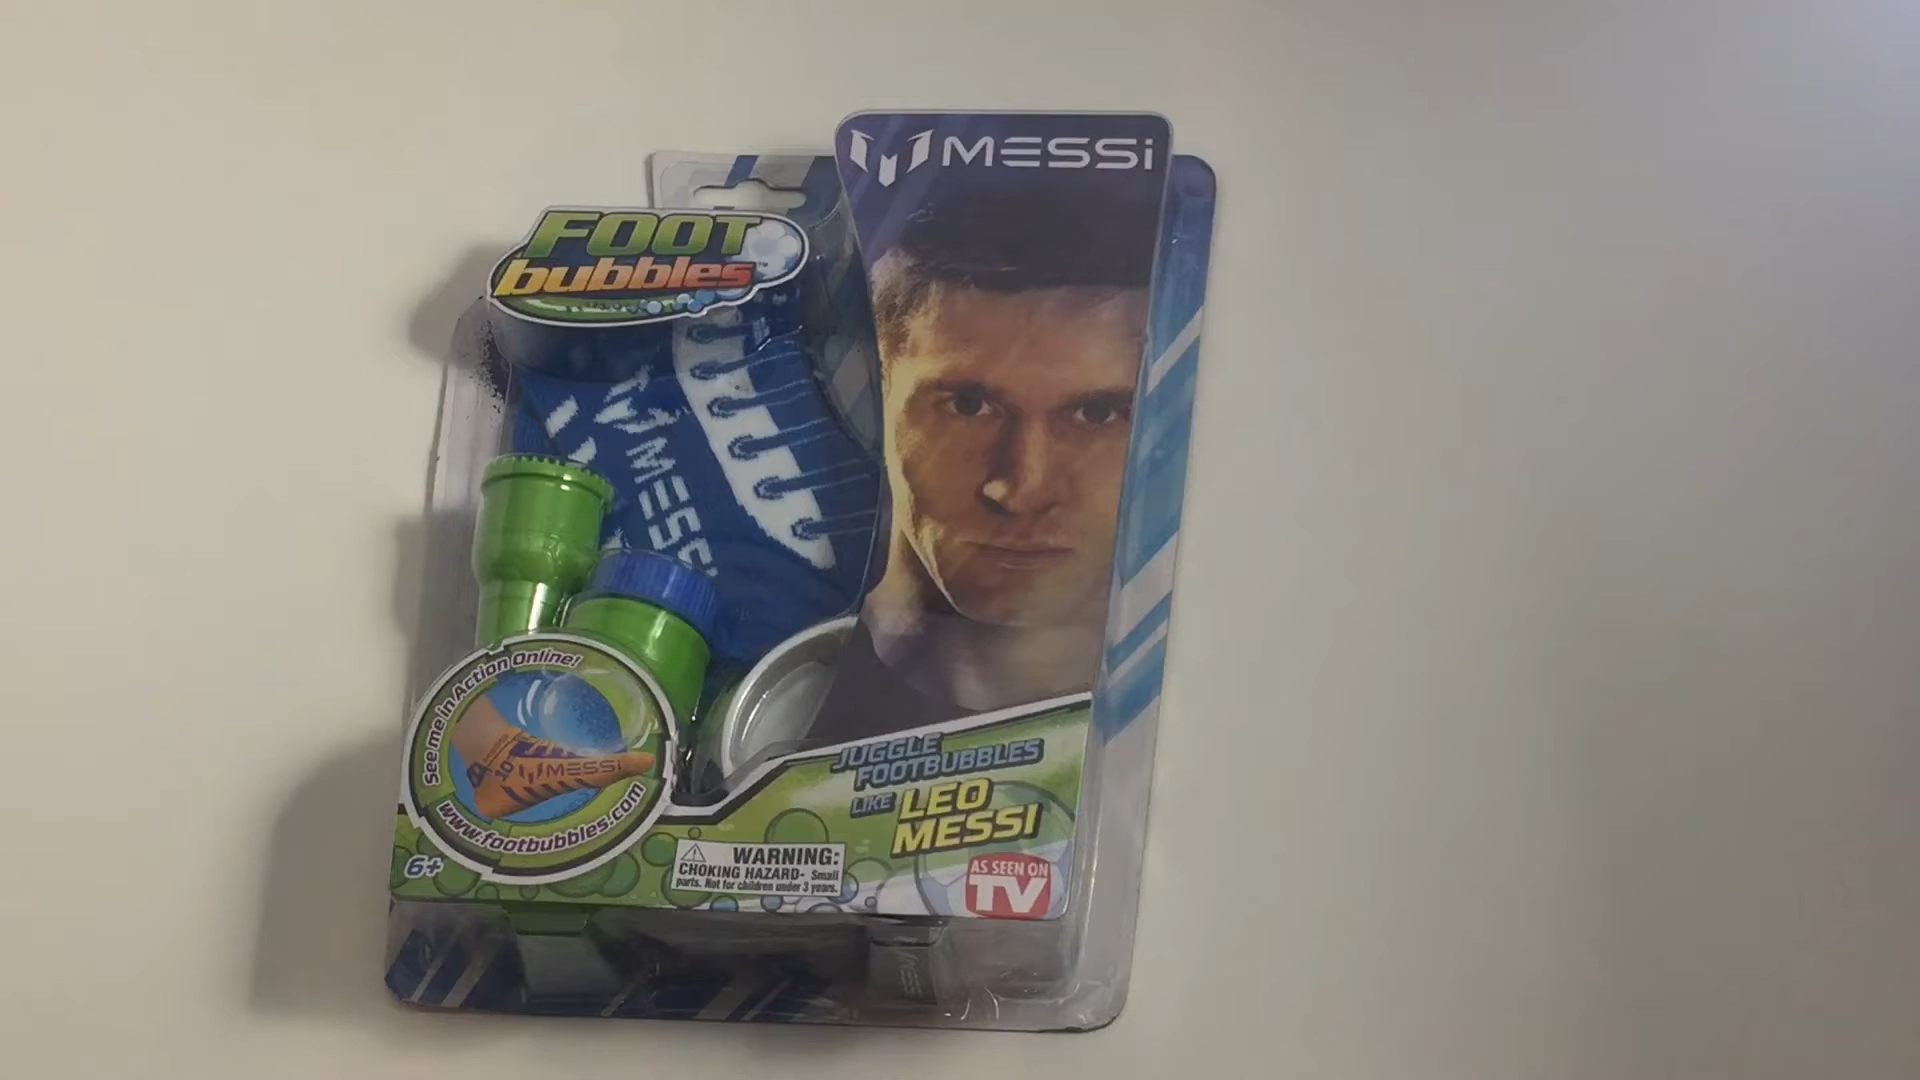 MESSi
FOOT
bubbles
MESSi
See me in Action Online!
10 MESSi
www.footbubbles.com
6+
JUGGLE
FOOTBUBBLES
LIKE LEO
MESSI
WARNING:
CHOKING HAZARD- Small
parts. Not for children under 3 years.
AS SEEN ON
TV